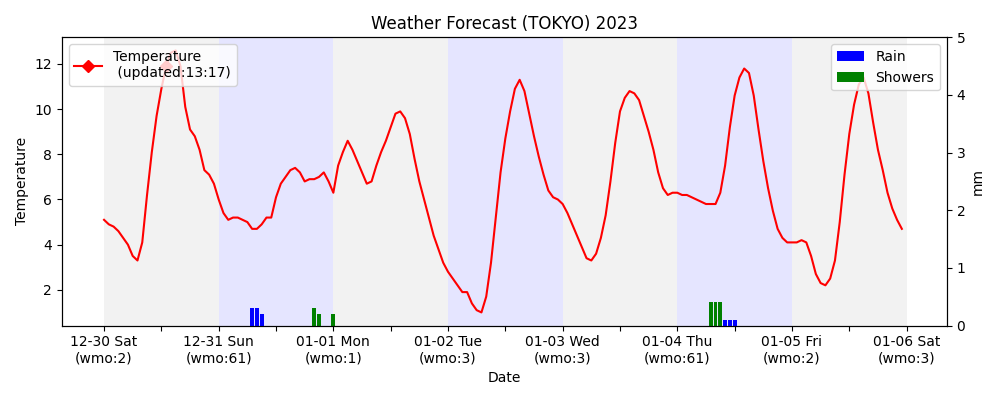 Weather Forecast (TOKYO) 2023
Temperature
(updated:13:17)
Rain
Showers
Temperature
12
10
8
6
4
2
5
4
3
2
1
0
mm
12-30 Sat
(wmo:2)
12-31 Sun
(wmo:61)
01-01 Mon
(wmo:1)
01-02 Tue
(wmo:3)
01-03 Wed
(wmo:3)
01-04 Thu
(wmo:61)
01-05 Fri
(wmo:2)
01-06 Sat
(wmo:3)
Date